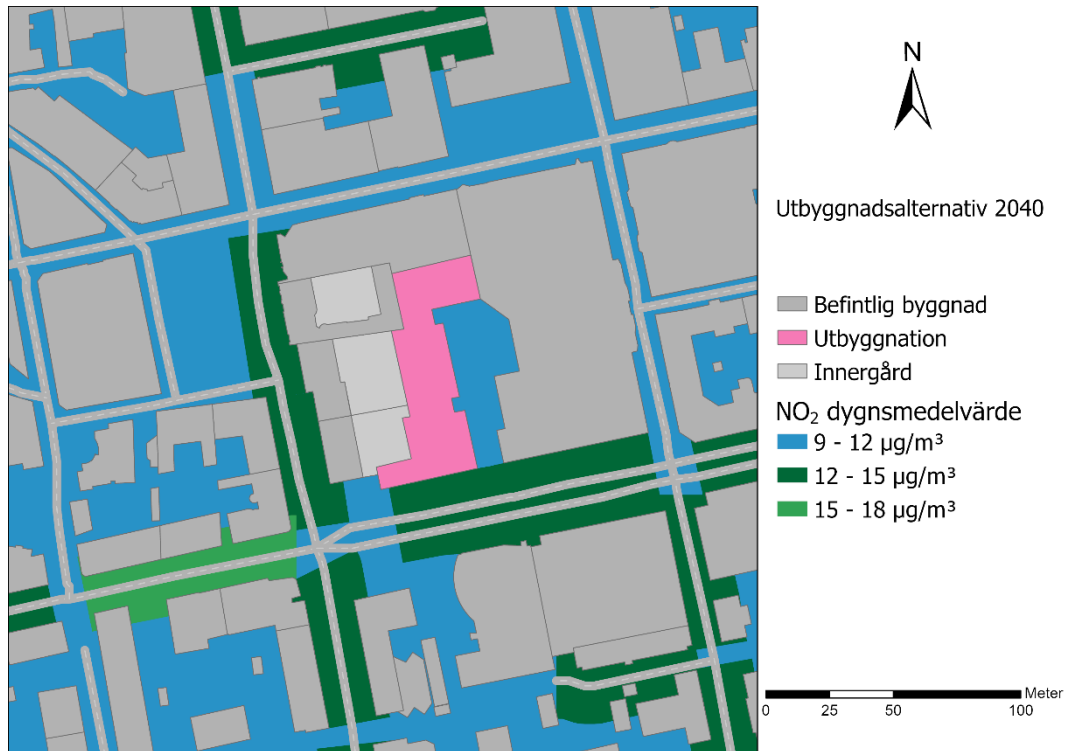 N
Utbyggnadsalternativ 2040
Befintlig byggnad
Utbyggnation
Innergård
NO₂ dygnsmedelvärde
9 - 12 µg/m³
12 - 15 µg/m³
15 - 18 µg/m³
Meter
0 25 50 100